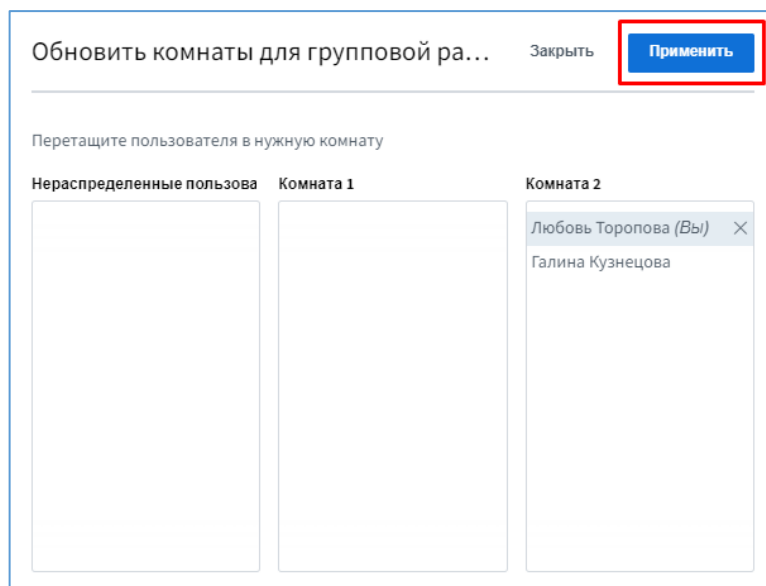 Обновить комнаты для групповой ра...
Закрыть
Применить
Перетащите пользователя в нужную комнату
Нераспределенные пользова
Комната 1
Комната 2
Любовь Торопова (Вы)
Галина Кузнецова